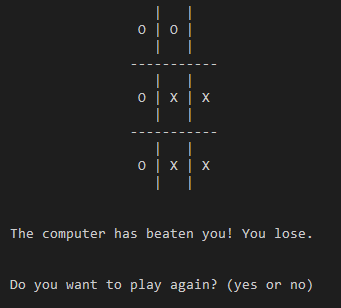 |   |
 O | O |
   |   |
-----------
   |   |
 O | X | X
   |   |
-----------
   |   |
 O | X | X
   |   |
The computer has beaten you! You lose.
Do you want to play again? (yes or no)